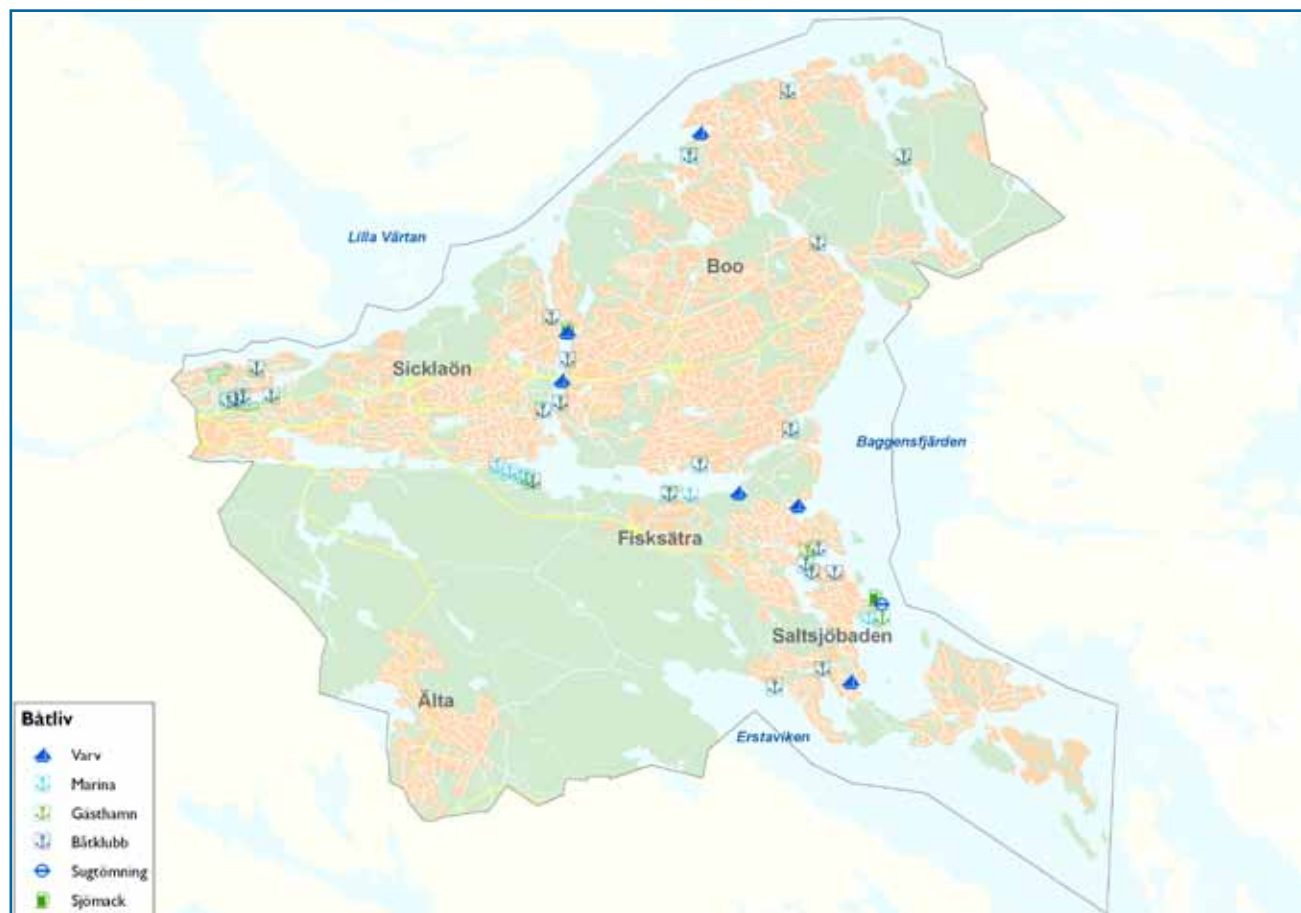 Lilla Värtan
Boo
Sicklaön
Baggensfjärden
Fisksätra
Saltsjöbaden
Älta
Erstaviken
Båtliv
Varv
Marina
Gästhamn
Båtklubb
Sugtömning
Sjömack